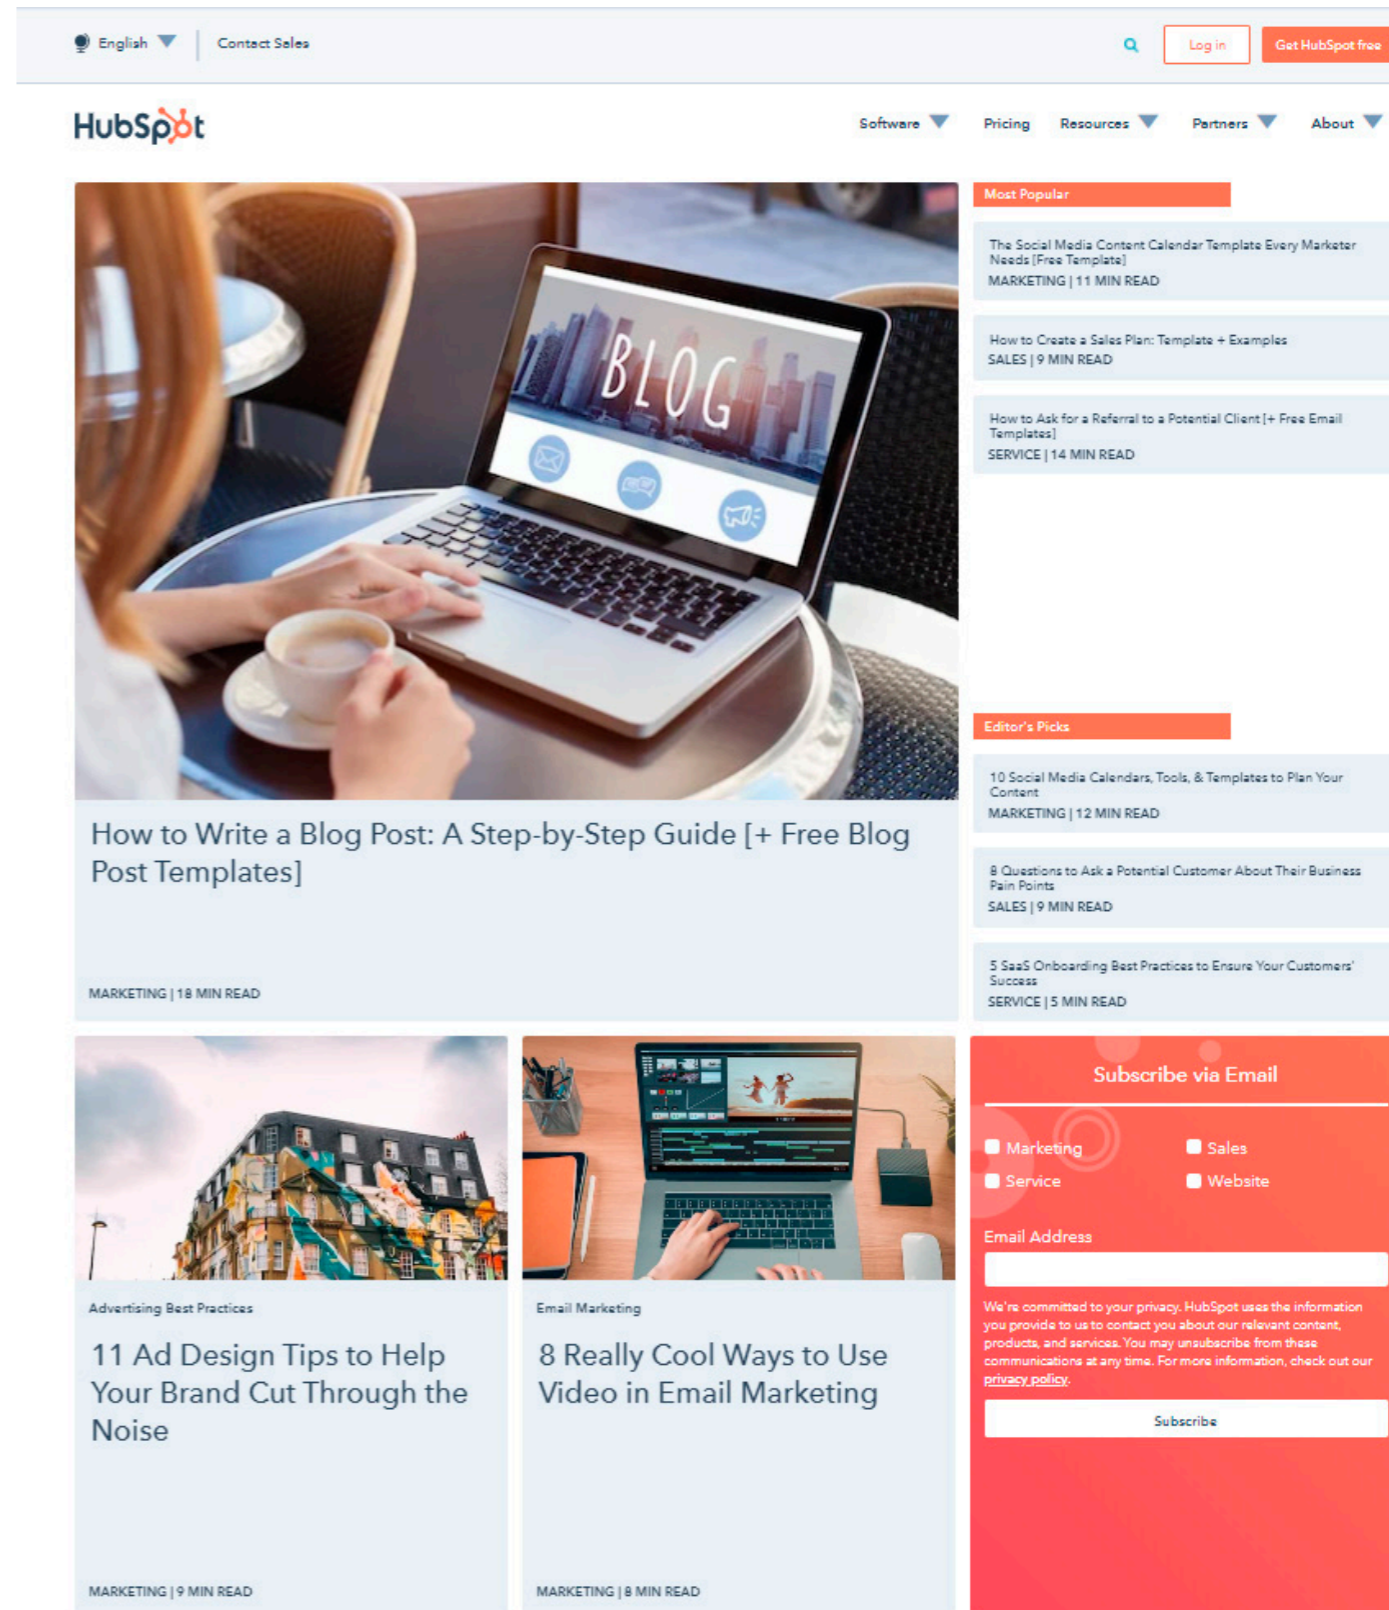 English
Contact Sales
Log in
Get HubSpot free
HubSpot
Software
Pricing
Resources
Partners
About
BLOG
How to Write a Blog Post: A Step-by-Step Guide [+ Free Blog
Post Templates]
MARKETING | 18 MIN READ
Most Popular
The Social Media Content Calendar Template Every Marketer
Needs [Free Template]
MARKETING | 11 MIN READ
How to Create a Sales Plan: Template + Examples
SALES | 9 MIN READ
How to Ask for a Referral to a Potential Client [+ Free Email
Templates]
SERVICE | 14 MIN READ
Editor's Picks
10 Social Media Calendars, Tools, & Templates to Plan Your
Content
MARKETING | 12 MIN READ
8 Questions to Ask a Potential Customer About Their Business
Pain Points
SALES | 9 MIN READ
5 SaaS Onboarding Best Practices to Ensure Your Customers'
Success
SERVICE | 5 MIN READ
Advertising Best Practices
11 Ad Design Tips to Help
Your Brand Cut Through the
Noise
MARKETING | 9 MIN READ
Email Marketing
8 Really Cool Ways to Use
Video in Email Marketing
MARKETING | 8 MIN READ
Subscribe via Email
Marketing
Sales
Service
Website
Email Address
We're committed to your privacy. HubSpot uses the information
you provide to us to contact you about our relevant content,
products, and services. You may unsubscribe from these
communications at any time. For more information, check out our
privacy policy.
Subscribe